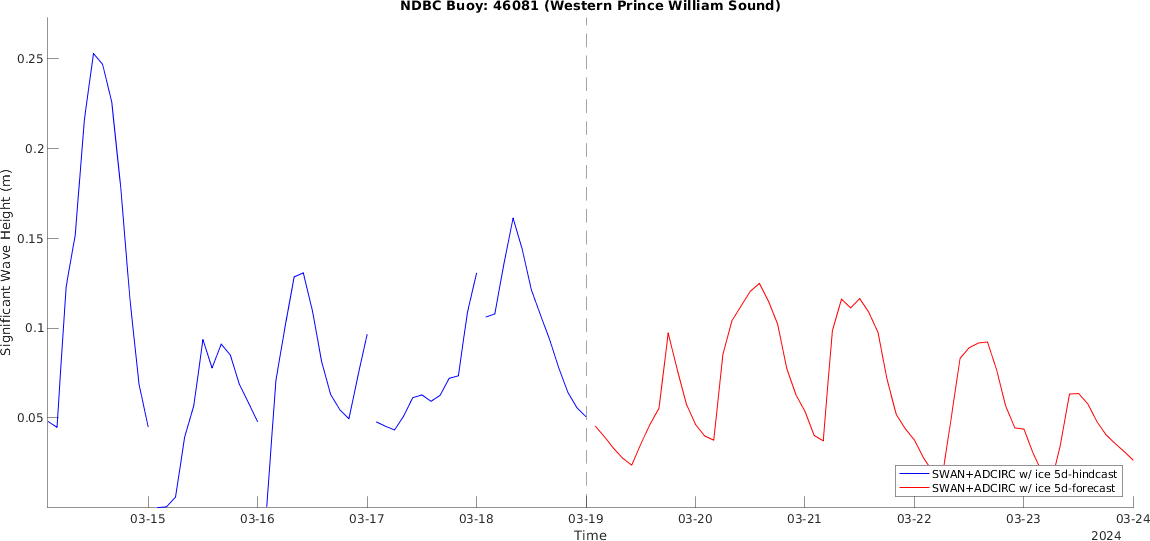 NDBC Buoy: 46081 (Western Prince William Sound)
Significant Wave Height (m)
0.25
0.2
0.15
0.1
0.05
SWAN+ADCIRC w/ ice 5d-hindcast
SWAN+ADCIRC w/ ice 5d-forecast
03-15 03-16 03-17 03-18 03-19 03-20 03-21 03-22 03-23 03-24
Time
2024